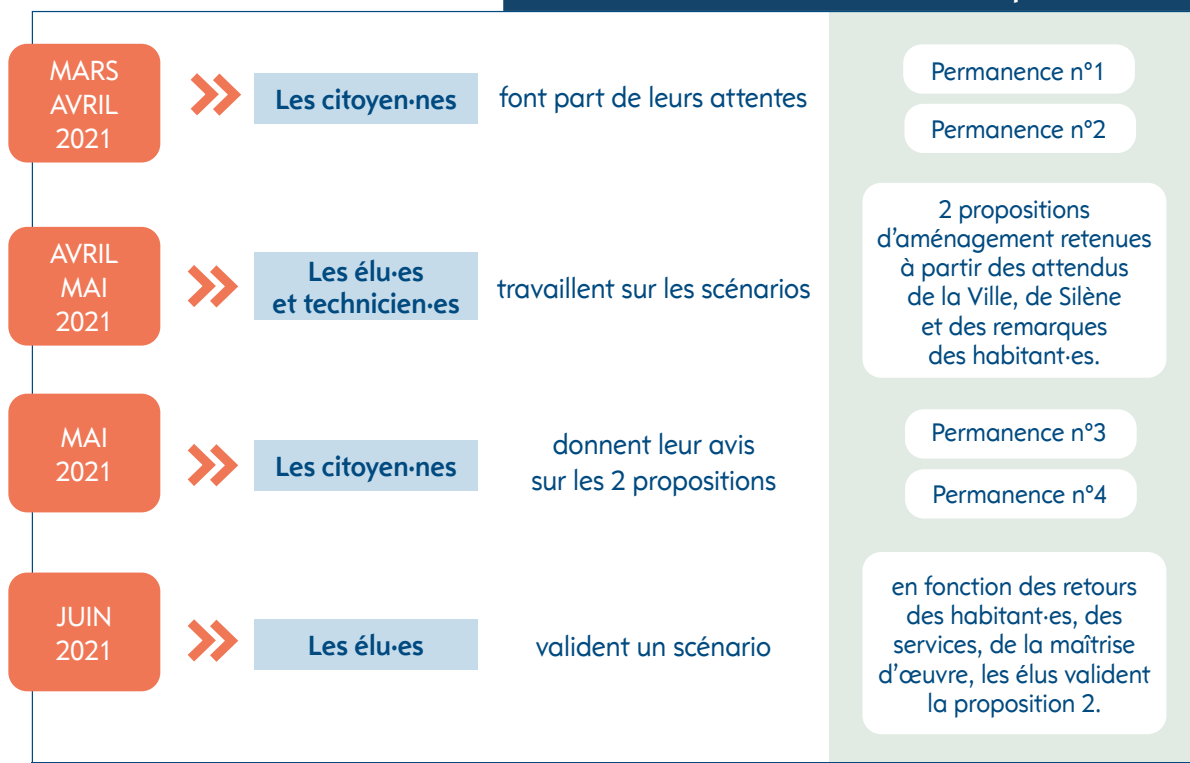 MARS
AVRIL
2021
Les citoyen·nes
font part de leurs attentes
Permanence n°1
Permanence n°2
AVRIL
MAI
2021
Les élu·es
et technicien·es
travaillent sur les scénarios
2 propositions
d’aménagement retenues
à partir des attendus
de la Ville, de Silène
et des remarques
des habitant·es.
MAI
2021
Les citoyen·nes
donnent leur avis
sur les 2 propositions
Permanence n°3
Permanence n°4
JUIN
2021
Les élu·es
valident un scénario
en fonction des retours
des habitant·es, des
services, de la maîtrise
d’œuvre, les élus valident
la proposition 2.